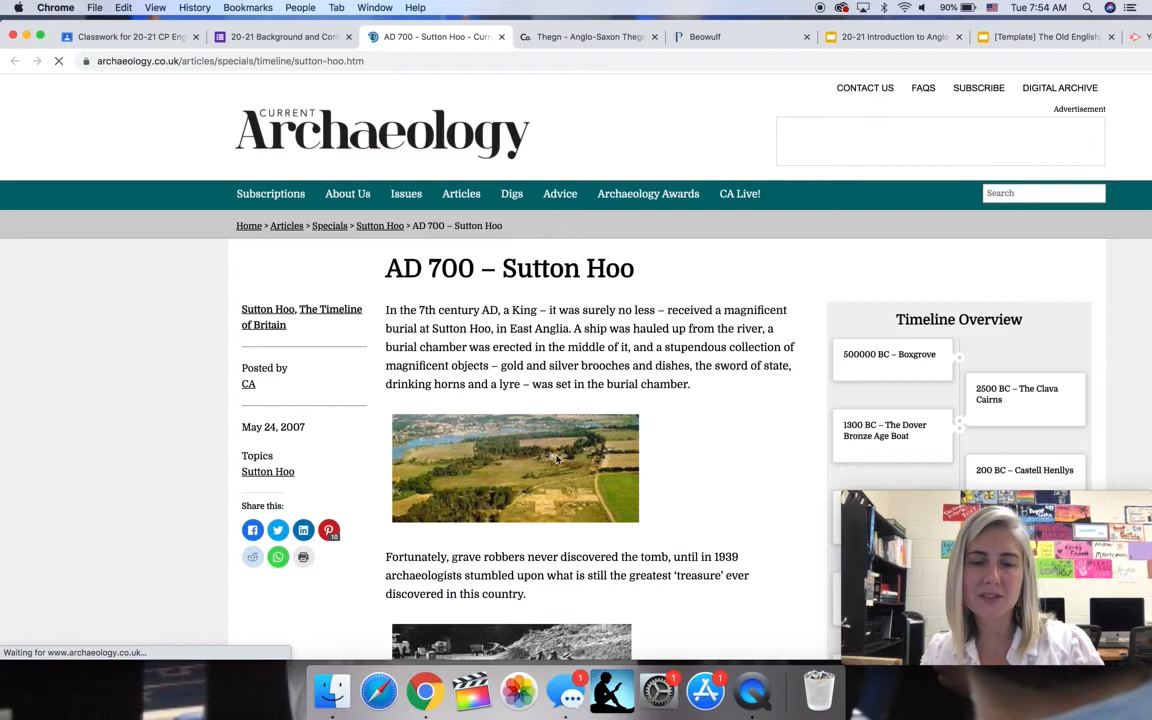 Chrome File Edit View History Bookmarks People Tab Window Help 90% Tue 7:54 AM
Classwork for 20-21 CP Eng 20-21 Background and Con AD 700 - Sutton Hoo - Curr Thegn - Anglo-Saxon Theg Beowulf 20-21 Introduction to Anglo [Template] The Old English
archaeology.co.uk/articles/specials/timeline/sutton-hoo.htm
CONTACT US FAQS SUBSCRIBE DIGITAL ARCHIVE
Advertisement
CURRENT
Archaeology
Subscriptions About Us Issues Articles Digs Advice Archaeology Awards CA Live! Search
Home > Articles > Specials > Sutton Hoo > AD 700 – Sutton Hoo
AD 700 – Sutton Hoo
Sutton Hoo, The Timeline
of Britain
Posted by
CA
May 24, 2007
Topics
Sutton Hoo
Share this:
10
In the 7th century AD, a King – it was surely no less – received a magnificent
burial at Sutton Hoo, in East Anglia. A ship was hauled up from the river, a
burial chamber was erected in the middle of it, and a stupendous collection of
magnificent objects – gold and silver brooches and dishes, the sword of state,
drinking horns and a lyre – was set in the burial chamber.
Fortunately, grave robbers never discovered the tomb, until in 1939
archaeologists stumbled upon what is still the greatest ‘treasure’ ever
discovered in this country.
Timeline Overview
500000 BC – Boxgrove
2500 BC – The Clava
Cairns
1300 BC – The Dover
Bronze Age Boat
200 BC – Castell Henllys
Waiting for www.archaeology.co.uk...
1 1 1